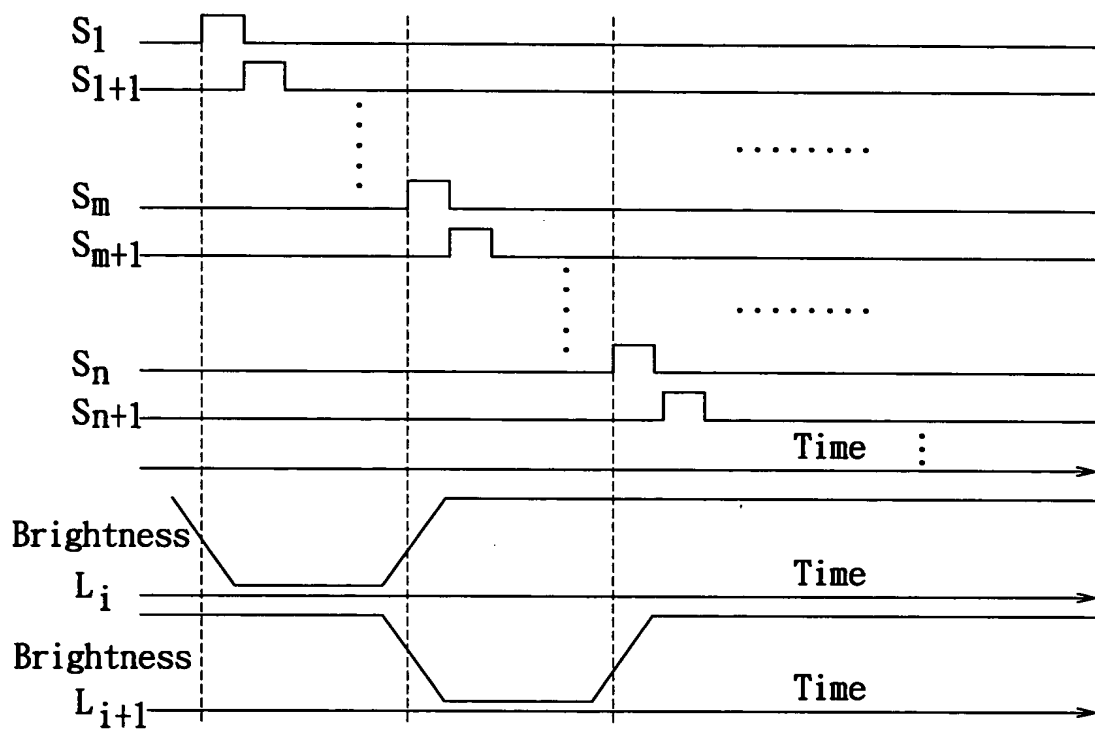 S1
S1+1
Sm
Sm+1
Sn
Sn+1
Time
Brightness
Li
Time
Brightness
Li+1
Time